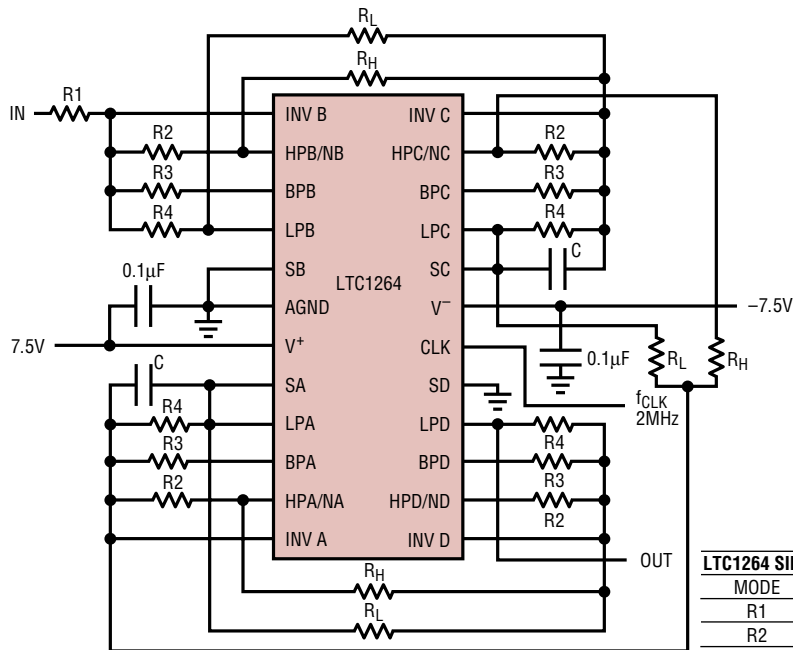 RL
RH
IN
R1
INV B
INV C
R2
HPB/NB
HPC/NC
R2
R3
BPB
BPC
R3
R4
LPB
LPC
R4
0.1µF
SB
SC
C
LTC1264
AGND
V–
–7.5V
7.5V
V+
CLK
0.1µF
RL
RH
C
SA
SD
fCLK
2MHz
R4
LPA
LPD
R4
R3
BPA
BPD
R3
R2
HPA/NA
HPD/ND
R2
INV A
INV D
OUT
RH
RL
LTC1264 SI
MODE
R1
R2